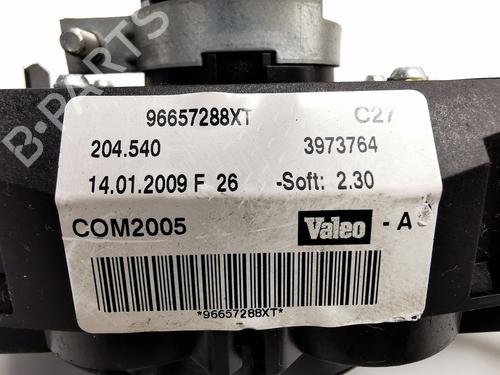 96657288XT C27
204.540 3973764
14.01.2009 F 26 -Soft: 2.30
COM2005 Valeo - A
*96657288XT*
B-PARTS